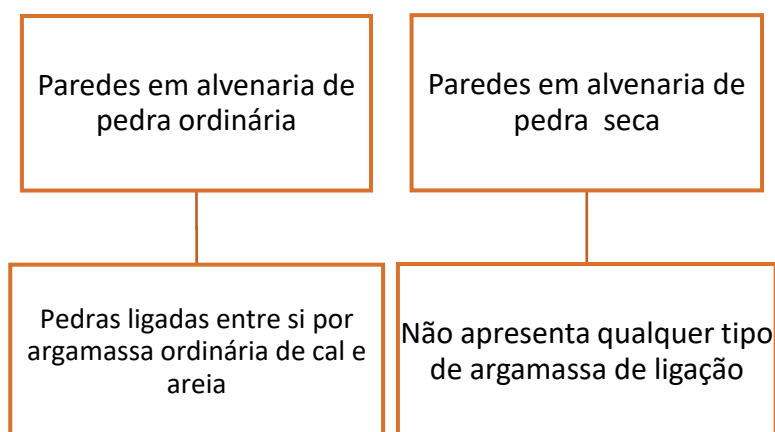 Paredes em alvenaria de
pedra ordinária
Paredes em alvenaria de
pedra seca
Pedras ligadas entre si por
argamassa ordinária de cal e
areia
Não apresenta qualquer tipo
de argamassa de ligação